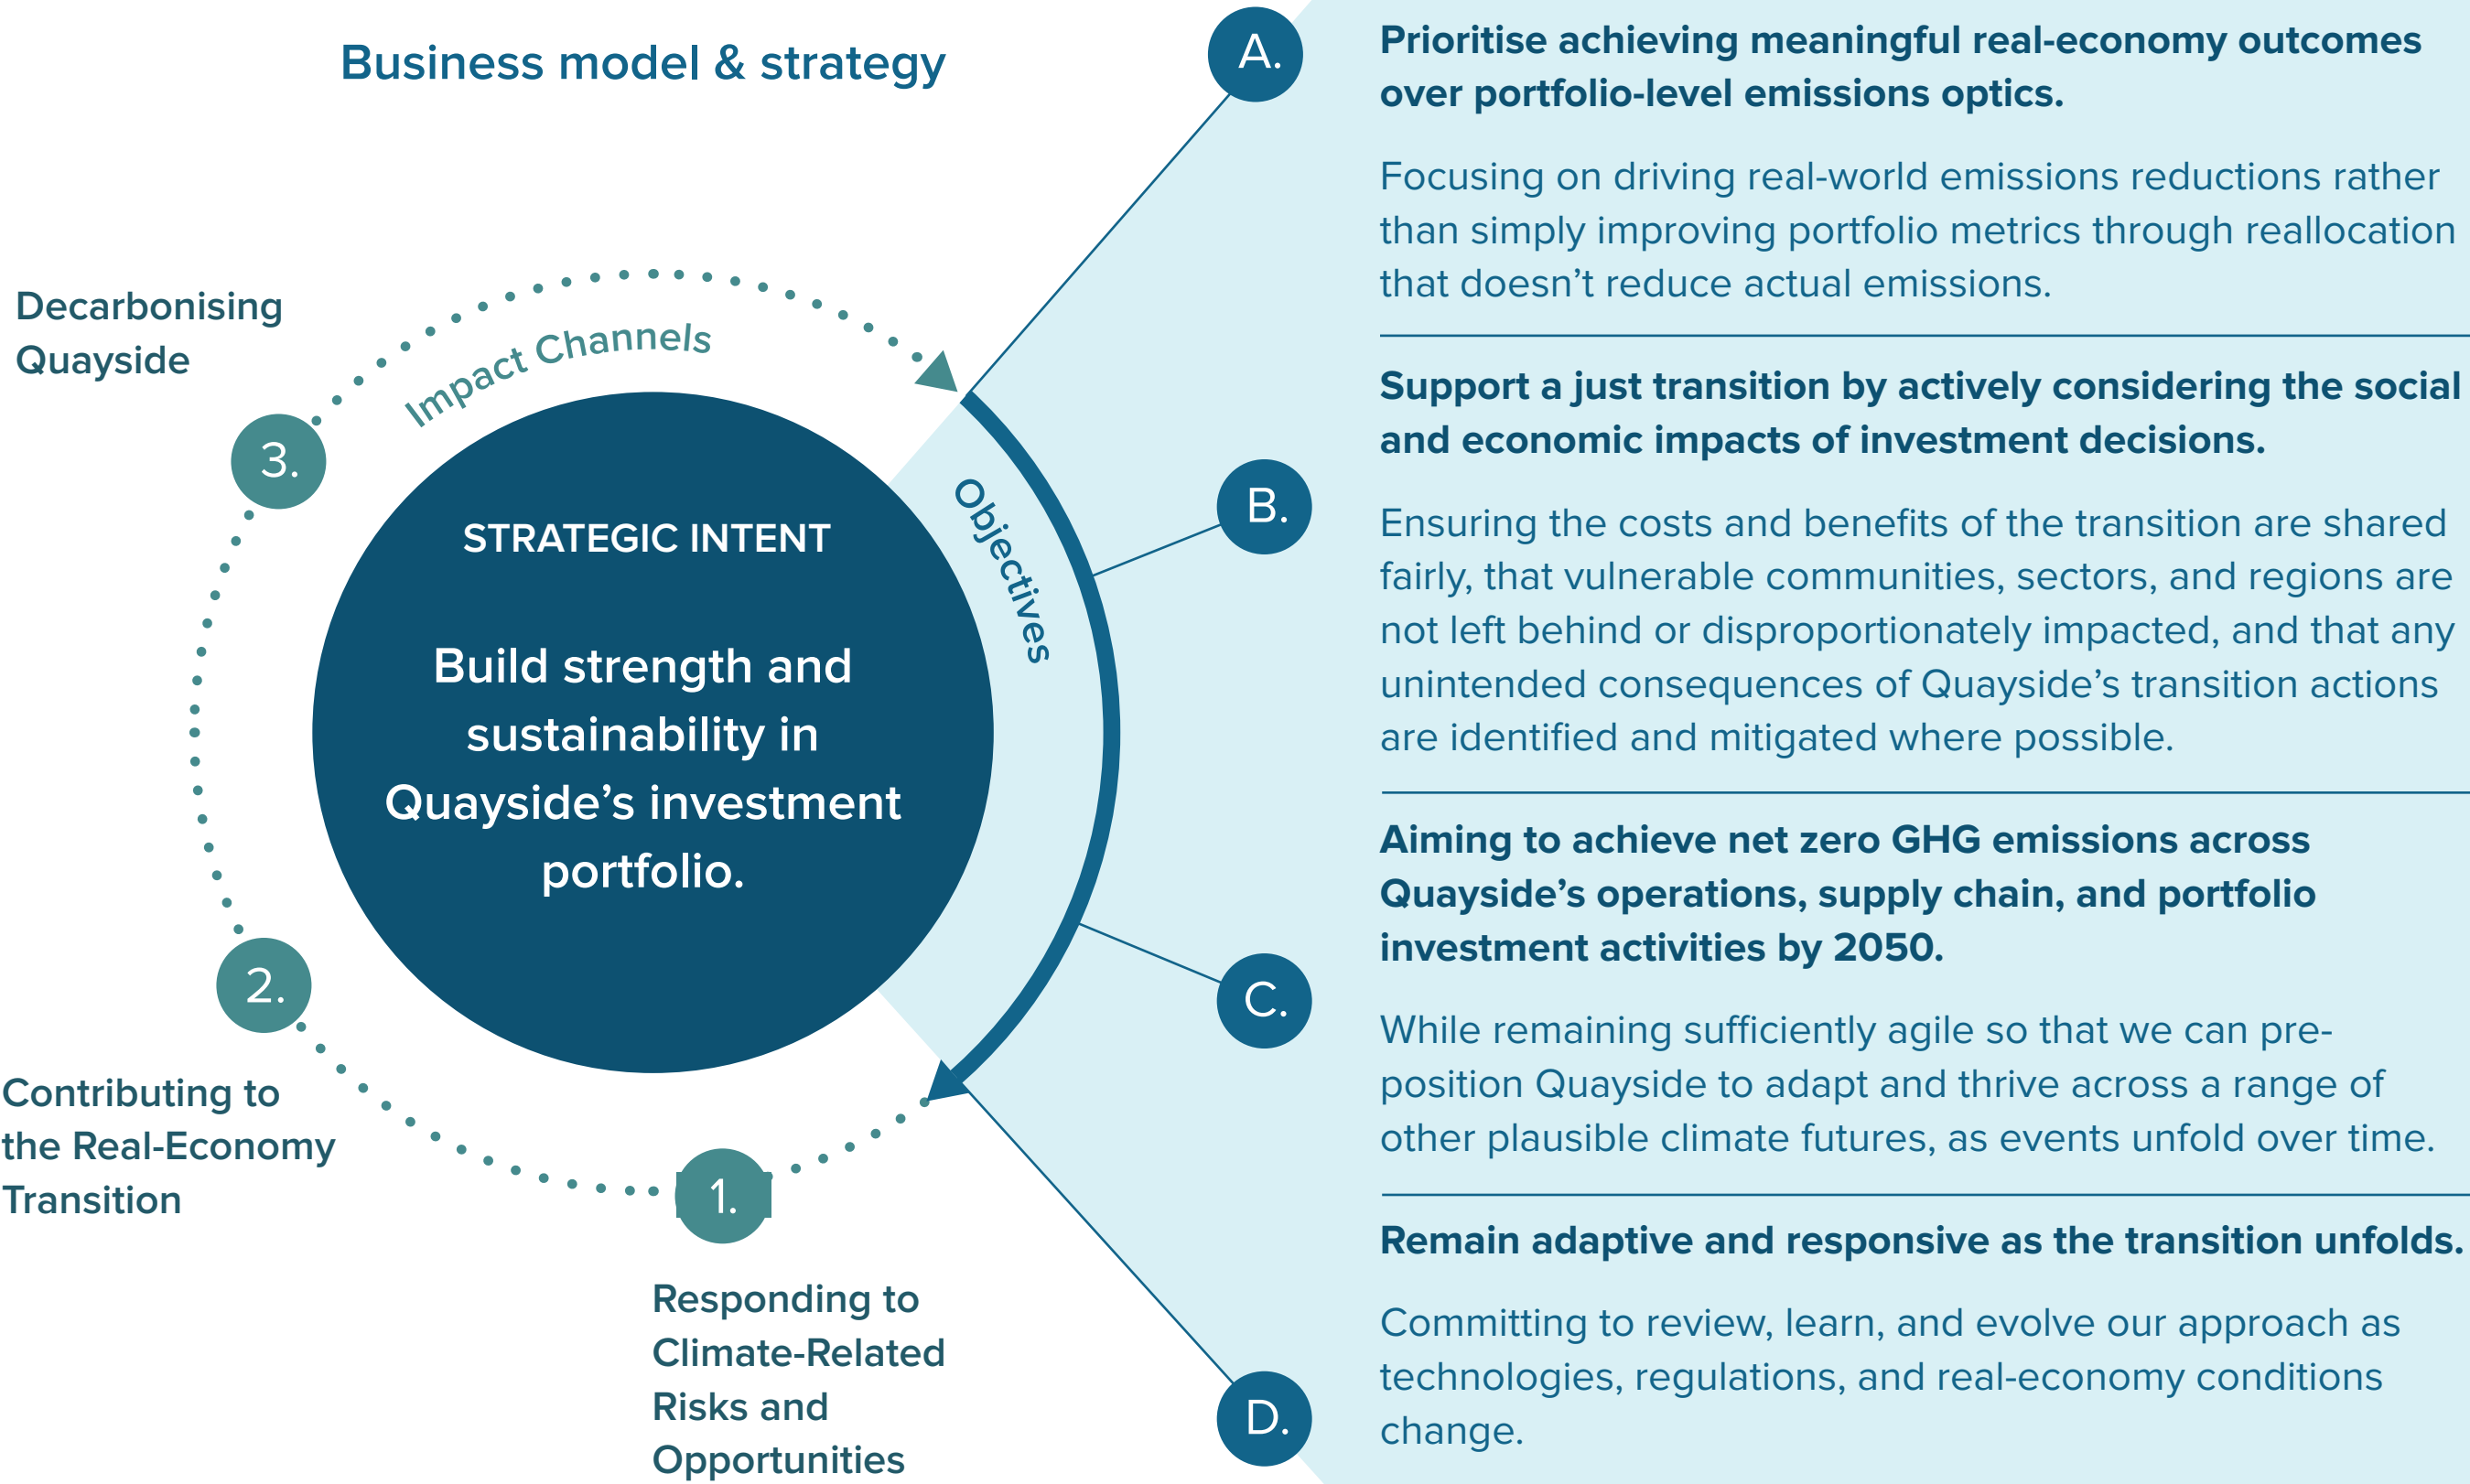 Business model & strategy
Decarbonising
Quayside
3.
Impact Channels
STRATEGIC INTENT
Build strength and
sustainability in
Quayside’s investment
portfolio.
Objectives
2.
Contributing to
the Real-Economy
Transition
1.
Responding to
Climate-Related
Risks and
Opportunities
A.
Prioritise achieving meaningful real-economy outcomes
over portfolio-level emissions optics.
Focusing on driving real-world emissions reductions rather
than simply improving portfolio metrics through reallocation
that doesn’t reduce actual emissions.
B.
Support a just transition by actively considering the social
and economic impacts of investment decisions.
Ensuring the costs and benefits of the transition are shared
fairly, that vulnerable communities, sectors, and regions are
not left behind or disproportionately impacted, and that any
unintended consequences of Quayside’s transition actions
are identified and mitigated where possible.
C.
Aiming to achieve net zero GHG emissions across
Quayside’s operations, supply chain, and portfolio
investment activities by 2050.
While remaining sufficiently agile so that we can pre-
position Quayside to adapt and thrive across a range of
other plausible climate futures, as events unfold over time.
D.
Remain adaptive and responsive as the transition unfolds.
Committing to review, learn, and evolve our approach as
technologies, regulations, and real-economy conditions
change.